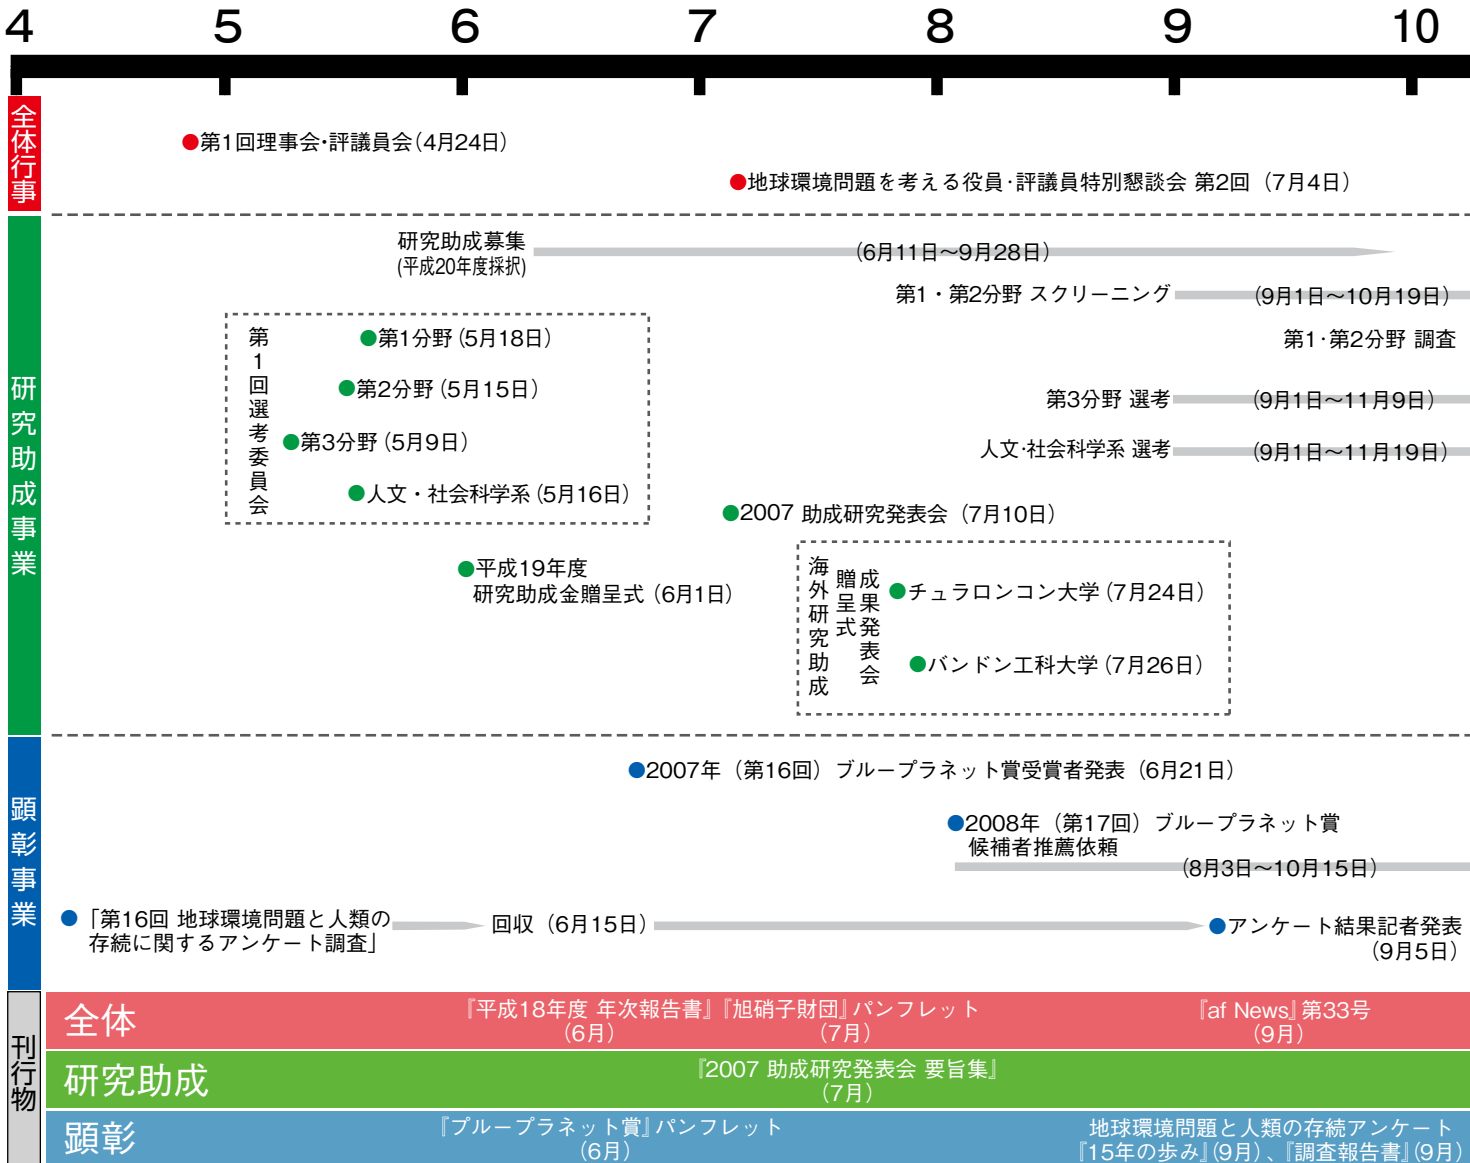 4 5 6 7 8 9 10
全体行事
●第1回理事会・評議員会(4月24日)
●地球環境問題を考える役員・評議員特別懇談会 第2回 (7月4日)
研究助成事業
研究助成募集
(平成20年度採択)
(6月11日〜9月28日)
第1・第2分野 スクリーニング
(9月1日〜10月19日)
第1・第2分野 調査
第1回選考委員会
●第1分野(5月18日)
●第2分野(5月15日)
●第3分野(5月9日)
●人文・社会科学系(5月16日)
第3分野 選考
(9月1日〜11月9日)
人文・社会科学系 選考
(9月1日〜11月19日)
●2007 助成研究発表会 (7月10日)
●平成19年度
研究助成金贈呈式 (6月1日)
海外研究助成
贈呈式
成果発表会
●チュラロンコン大学(7月24日)
●バンドン工科大学(7月26日)
顕彰事業
●2007年 (第16回) ブループラネット賞受賞者発表 (6月21日)
●2008年 (第17回) ブループラネット賞
候補者推薦依頼
(8月3日〜10月15日)
●「第16回 地球環境問題と人類の
存続に関するアンケート調査」
回収 (6月15日)
●アンケート結果記者発表
(9月5日)
刊行物
全体
『平成18年度 年次報告書』
(6月)
『旭硝子財団』パンフレット
(7月)
『af News』第33号
(9月)
研究助成
『2007 助成研究発表会 要旨集』
(7月)
顕彰
『ブループラネット賞』パンフレット
(6月)
地球環境問題と人類の存続アンケート
『15年の歩み』(9月)、『調査報告書』(9月)